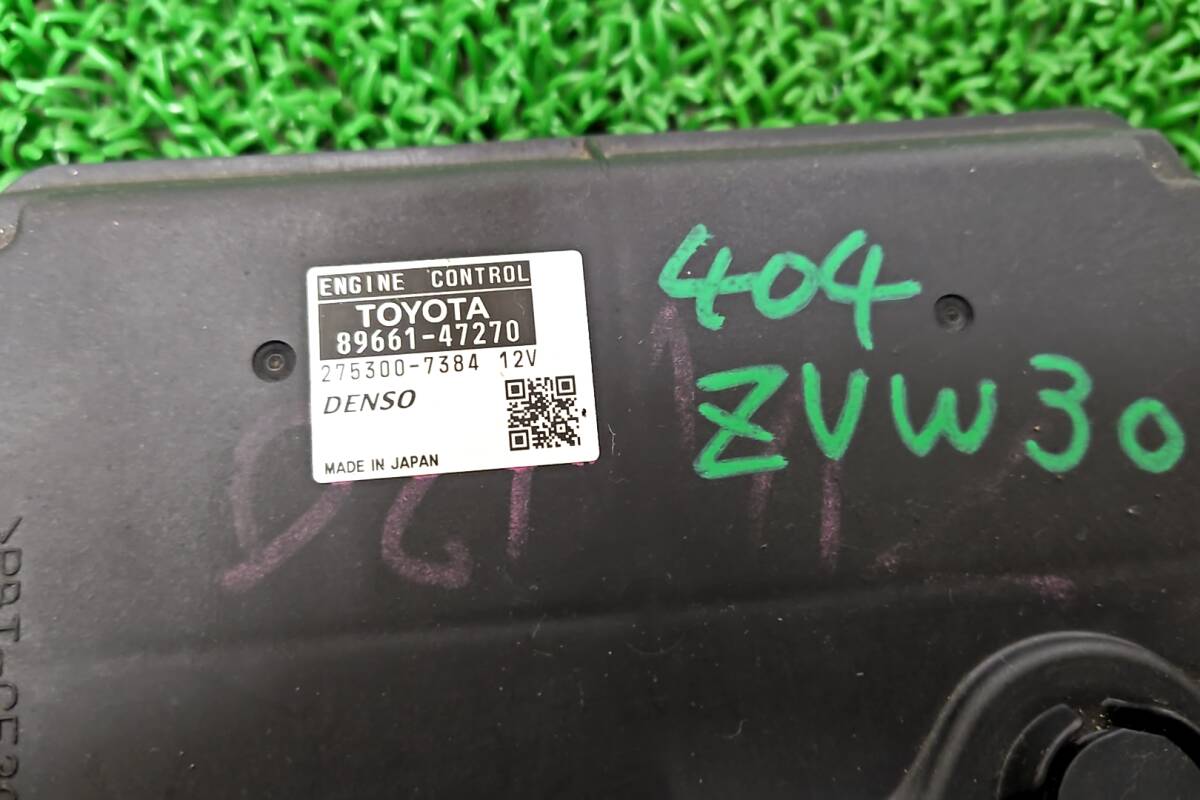 ENGINE CONTROL
TOYOTA
89661-47270
275300-7384 12V
DENSO
MADE IN JAPAN
404
ZVW30